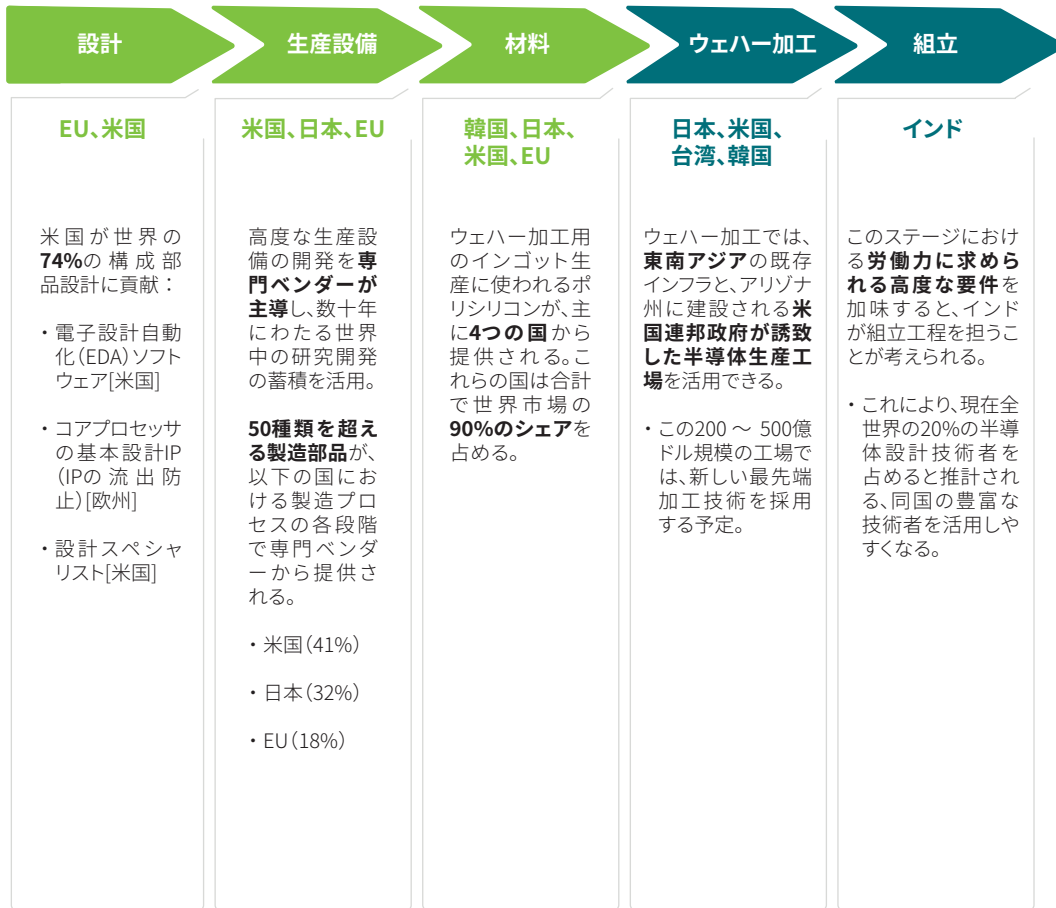 設計
生産設備
材料
ウェハー加工
組立
EU、米国
米国が世界の
74%の構成部
品設計に貢献：
・電子設計自動
化（EDA）ソフト
ウェア[米国]
・コアプロセッサ
の基本設計IP
（IPの流出防
止）[欧州]
・設計スペシャ
リスト[米国]
米国、日本、EU
高度な生産設
備の開発を専
門ベンダーが
主導し、数十年
にわたる世界
中の研究開発
の蓄積を活用。
50種類を超え
る製造部品が、
以下の国にお
ける製造プロ
セスの各段階
で専門ベンダ
ーから提供さ
れる。
・米国（41%）
・日本（32%）
・EU（18%）
韓国、日本、
米国、EU
ウェハー加工用
のインゴット生
産に使われるポ
リシリコンが、主
に4つの国から
提供される。こ
れらの国は合計
で世界市場の
90%のシェアを
占める。
日本、米国、
台湾、韓国
ウェハー加工では、
東南アジアの既存
インフラと、アリゾナ
州に建設される米
国連邦政府が誘致
した半導体生産工
場を活用できる。
・この200 ～ 500億
ドル規模の工場で
は、新しい最先端
加工技術を採用
する予定。
インド
このステージにおけ
る労働力に求めら
れる高度な要件を
加味すると、インド
が組立工程を担うこ
とが考えられる。
・これにより、現在全
世界の20%の半導
体設計技術者を
占めると推計され
る、同国の豊富な
技術者を活用しや
すくなる。